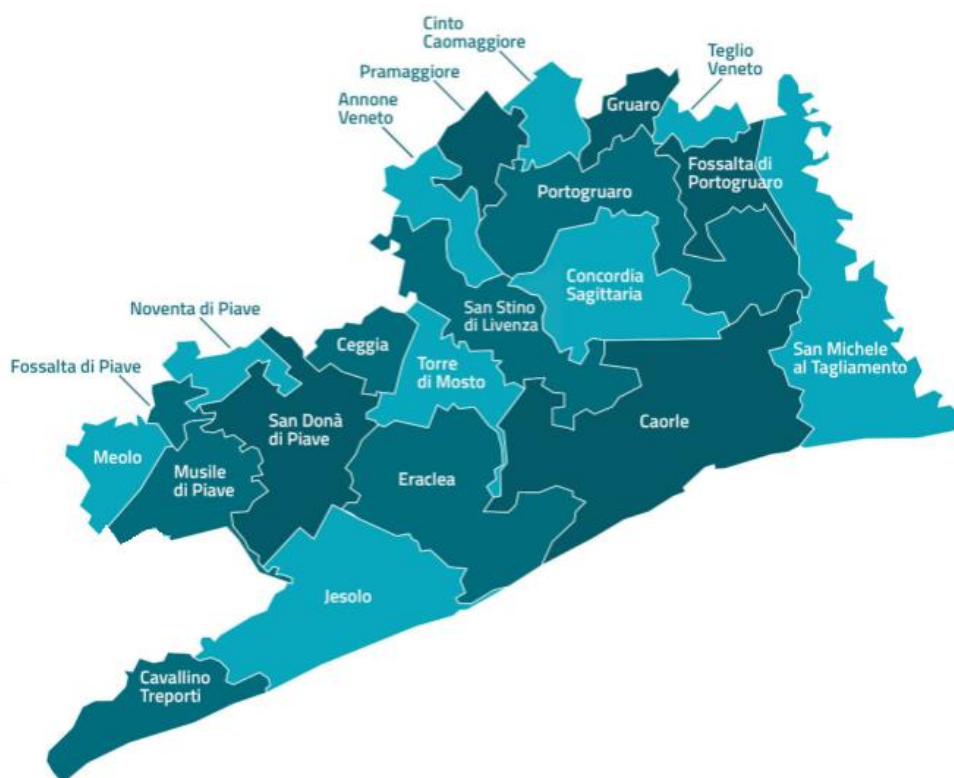 Cinto
Caomaggiore
Pramaggiore
Annone
Veneto
Gruaro
Teglio
Veneto
Fossalta di
Portogruaro
Portogruaro
Concordia
Sagittaria
San Stino
di Livenza
San Michele
al Tagliamento
Noventa di Piave
Fossalta di Piave
Ceggia
Torre
di Mosto
San Donà
di Piave
Caorle
Meolo
Musile
di Piave
Eraclea
Jesolo
Cavallino
Treporti